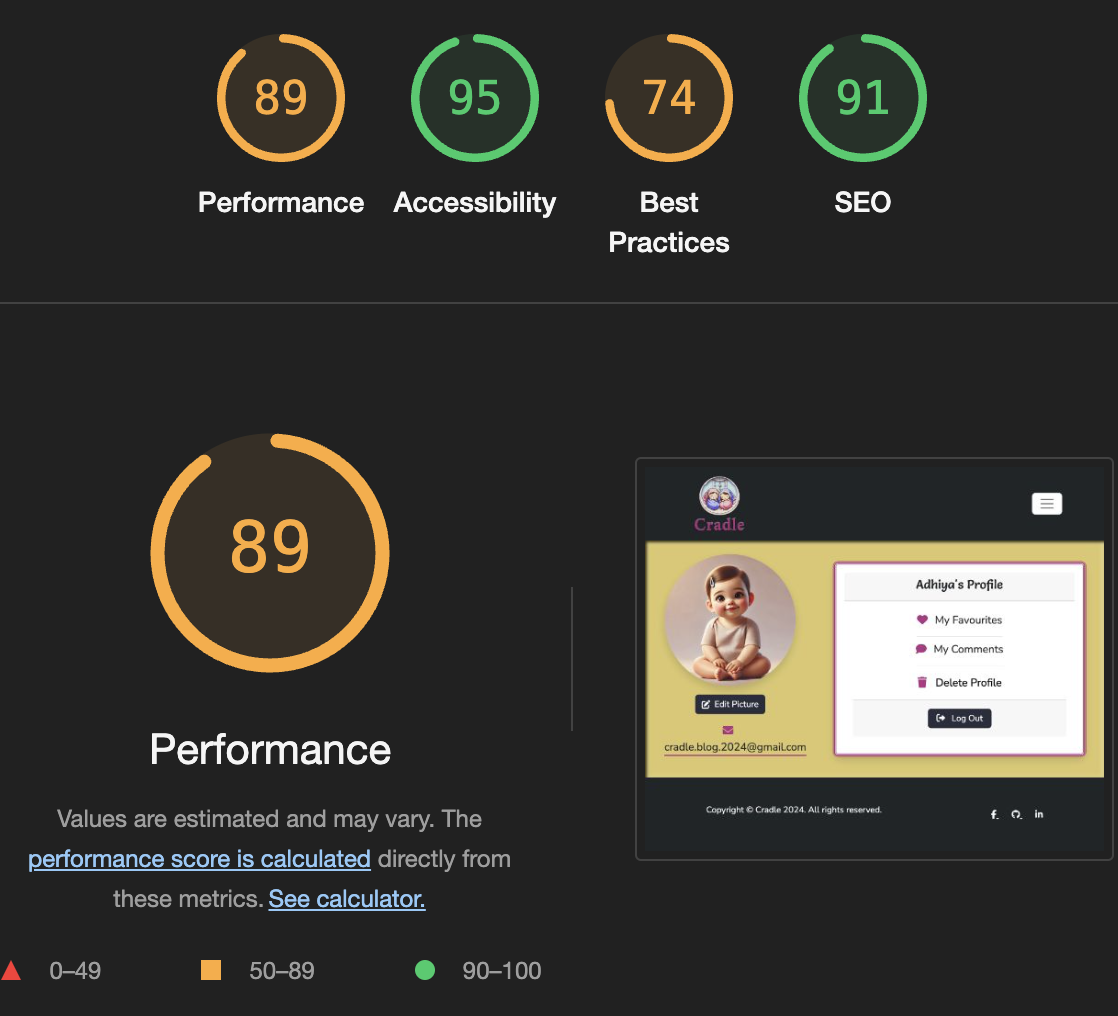 89
95
74
91
Performance
Accessibility
Best
Practices
SEO
89
Performance
Values are estimated and may vary. The
performance score is calculated directly from
these metrics. See calculator.
0–49
50–89
90–100
Cradle
Edit Picture
cradle.blog.2024@gmail.com
Adhiya's Profile
My Favourites
My Comments
Delete Profile
Log Out
Copyright © Cradle 2024. All rights reserved.